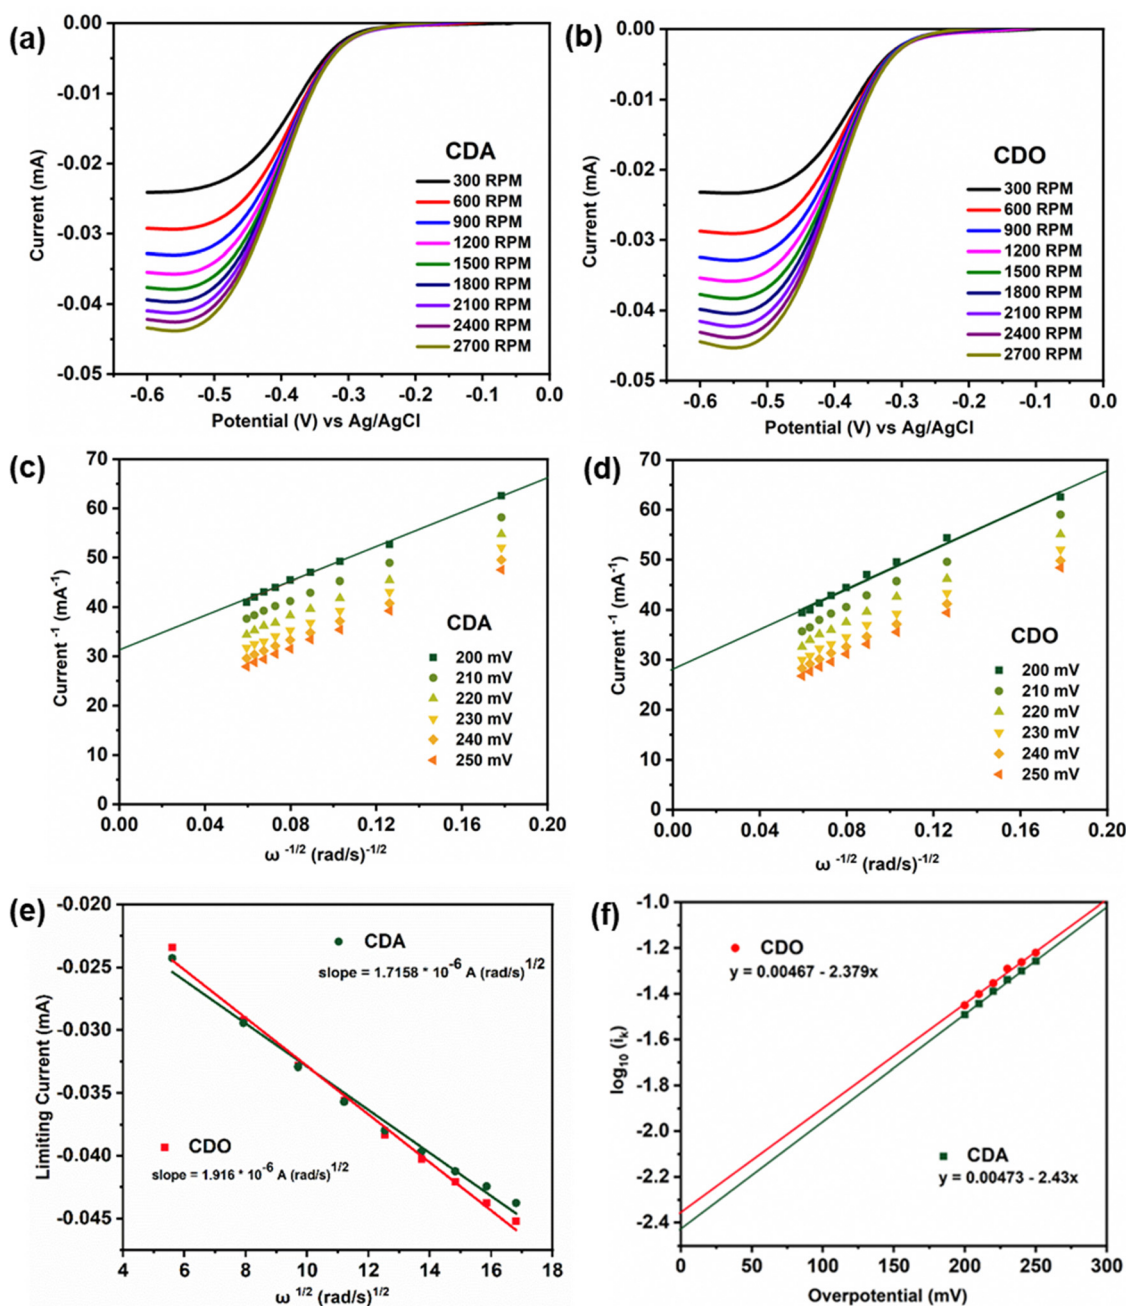 (a)
0.00
-0.01
-0.02
-0.03
-0.04
-0.05
Current (mA)
CDA
300 RPM
600 RPM
900 RPM
1200 RPM
1500 RPM
1800 RPM
2100 RPM
2400 RPM
2700 RPM
-0.6 -0.5 -0.4 -0.3 -0.2 -0.1 0.0
Potential (V) vs Ag/AgCl
(b)
0.00
-0.01
-0.02
-0.03
-0.04
-0.05
Current (mA)
CDO
300 RPM
600 RPM
900 RPM
1200 RPM
1500 RPM
1800 RPM
2100 RPM
2400 RPM
2700 RPM
-0.6 -0.5 -0.4 -0.3 -0.2 -0.1 0.0
Potential (V) vs Ag/AgCl
(c)
70
60
50
40
30
20
10
0
Current ⁻¹ (mA⁻¹)
CDA
200 mV
210 mV
220 mV
230 mV
240 mV
250 mV
0.00 0.04 0.08 0.12 0.16 0.20
ω ⁻¹/² (rad/s)⁻¹/²
(d)
70
60
50
40
30
20
10
0
Current ⁻¹ (mA⁻¹)
CDO
200 mV
210 mV
220 mV
230 mV
240 mV
250 mV
0.00 0.04 0.08 0.12 0.16 0.20
ω ⁻¹/² (rad/s)⁻¹/²
(e)
-0.020
-0.025
-0.030
-0.035
-0.040
-0.045
Limiting Current (mA)
CDA
slope = 1.7158 * 10⁻⁶ A (rad/s)¹/²
CDO
slope = 1.916 * 10⁻⁶ A (rad/s)¹/²
4 6 8 10 12 14 16 18
ω ¹/² (rad/s)¹/²
(f)
-1.0
-1.2
-1.4
-1.6
-1.8
-2.0
-2.2
-2.4
log₁₀ (iₖ)
CDO
y = 0.00467 - 2.379x
CDA
y = 0.00473 - 2.43x
0 50 100 150 200 250 300
Overpotential (mV)